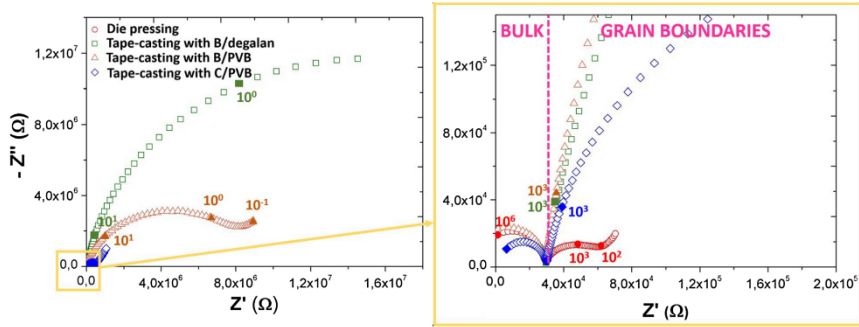 Die pressing
Tape-casting with B/degalan
Tape-casting with B/PVB
Tape-casting with C/PVB
1,2x10⁷
8,0x10⁶
4,0x10⁶
0,0
- Z'' (Ω)
10⁰
10¹
10⁰
10⁻¹
10¹
0,0
4,0x10⁶
8,0x10⁶
1,2x10⁷
1,6x10⁷
Z' (Ω)
BULK
GRAIN BOUNDARIES
1,2x10⁵
8,0x10⁴
4,0x10⁴
0,0
10⁶
10³
10³
10³
10³
10²
0,0
4,0x10⁴
8,0x10⁴
1,2x10⁵
1,6x10⁵
2,0x10⁵
Z' (Ω)